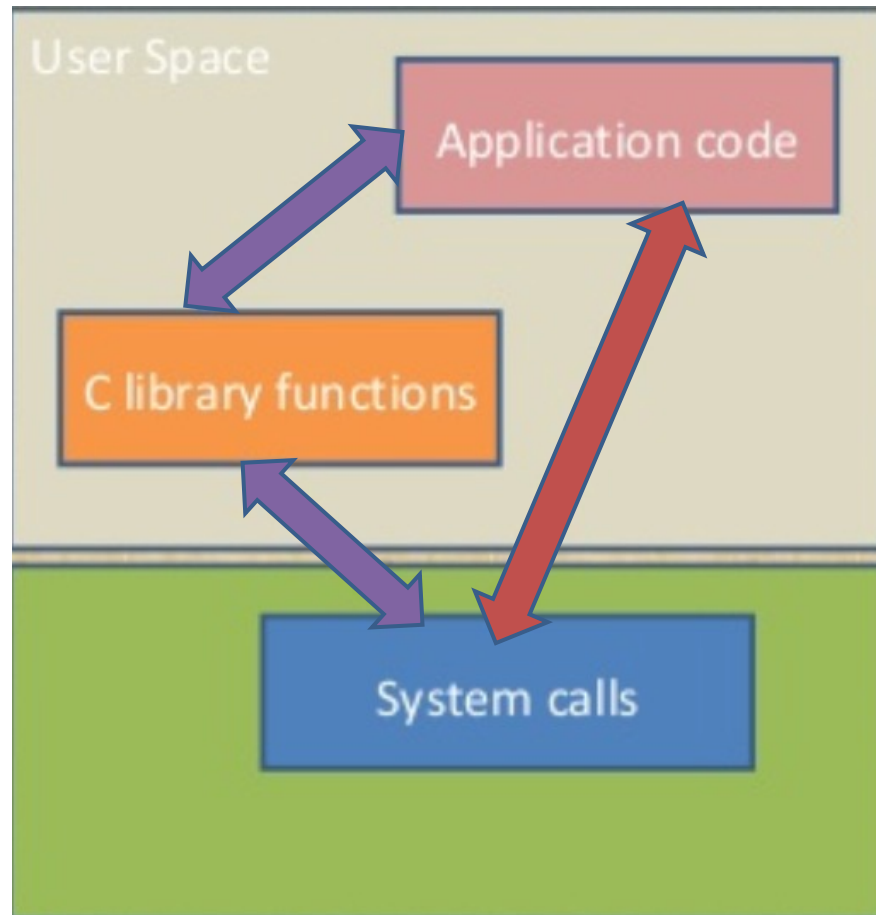 User Space
Application code
C library functions
System calls